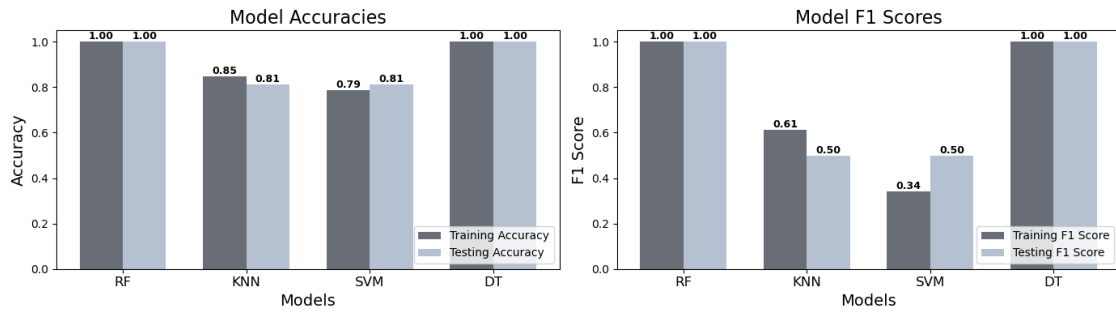 Model Accuracies
1.00 1.00 0.85 0.81 0.79 0.81 1.00 1.00
Accuracy
1.0
0.8
0.6
0.4
0.2
0.0
Training Accuracy
Testing Accuracy
RF KNN SVM DT
Models
Model F1 Scores
1.00 1.00 0.61 0.50 0.34 0.50 1.00 1.00
F1 Score
1.0
0.8
0.6
0.4
0.2
0.0
Training F1 Score
Testing F1 Score
RF KNN SVM DT
Models